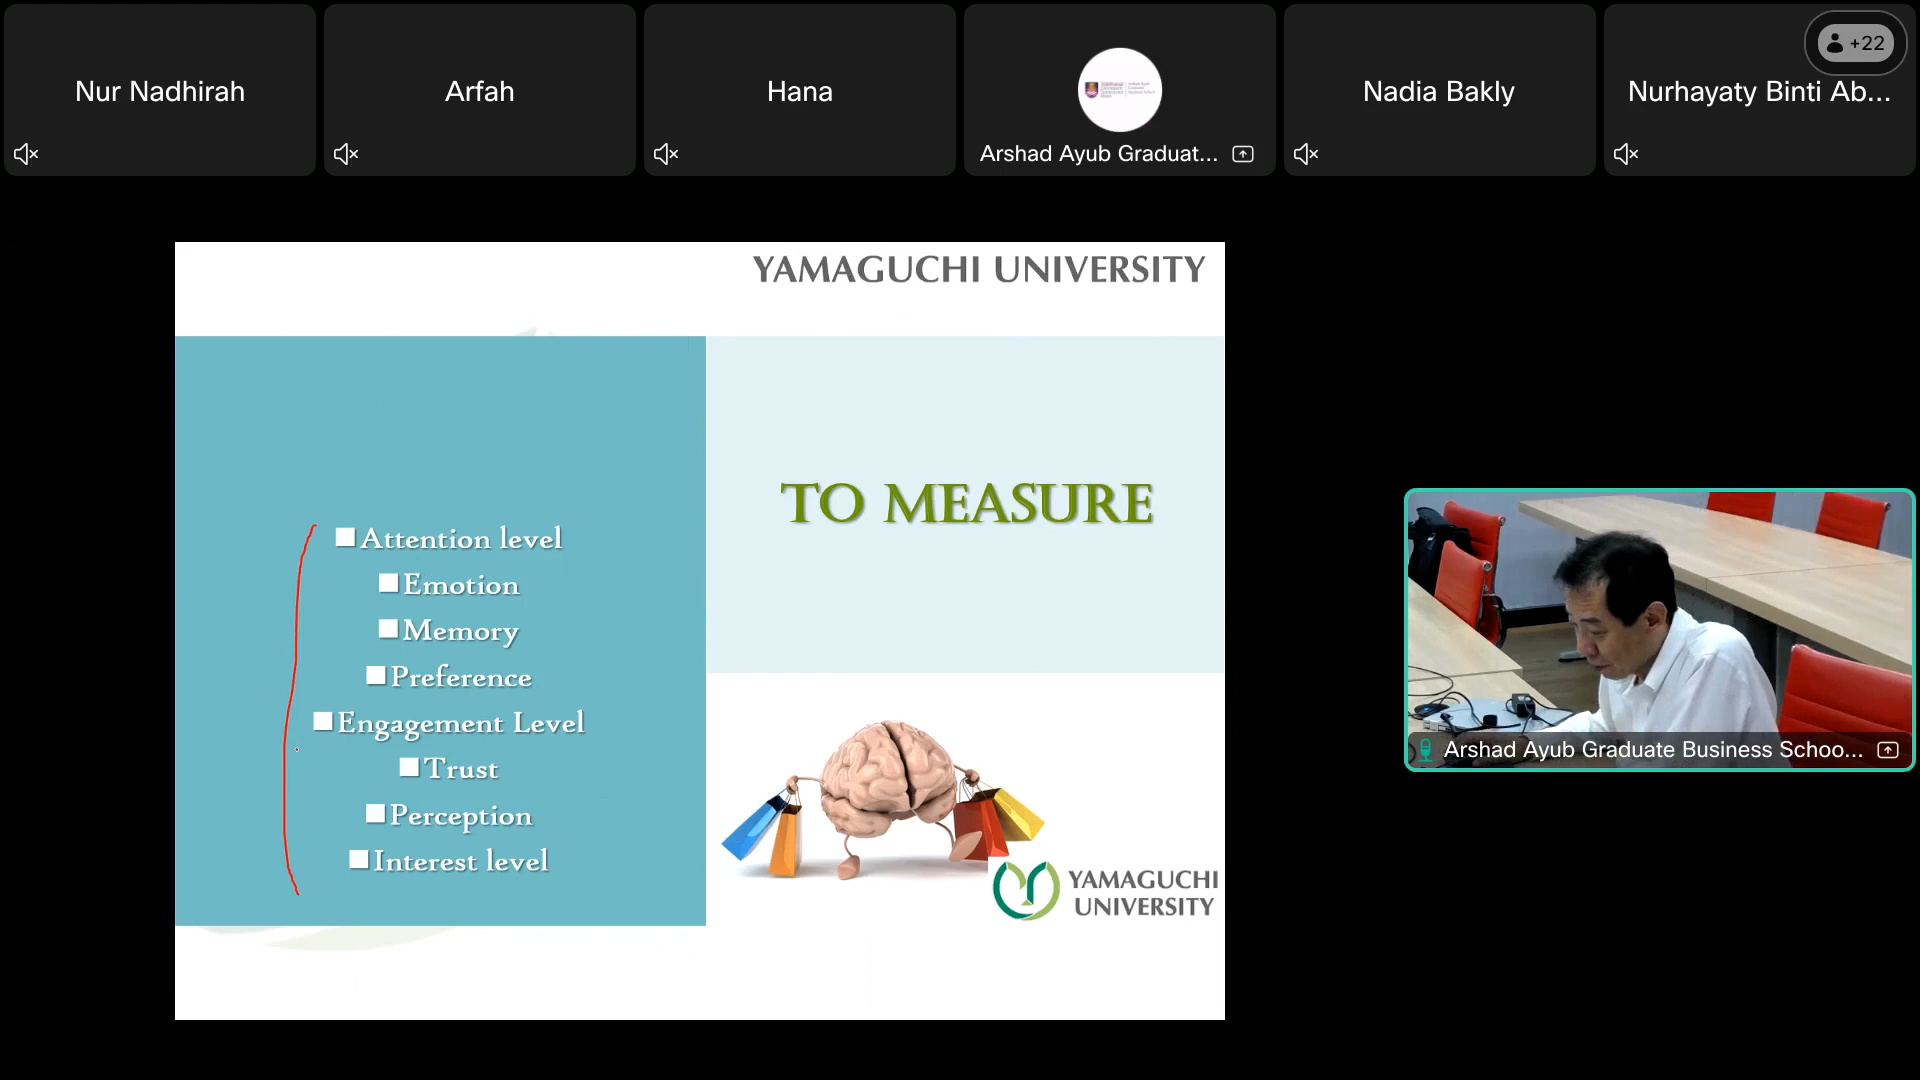 Nur Nadhirah
Arfah
Hana
Arshad Ayub Graduat...
Nadia Bakly
Nurhayaty Binti Ab...
+22
YAMAGUCHI UNIVERSITY
TO MEASURE
Attention level
Emotion
Memory
Preference
Engagement Level
Trust
Perception
Interest level
YAMAGUCHI
UNIVERSITY
Arshad Ayub Graduate Business Schoo...